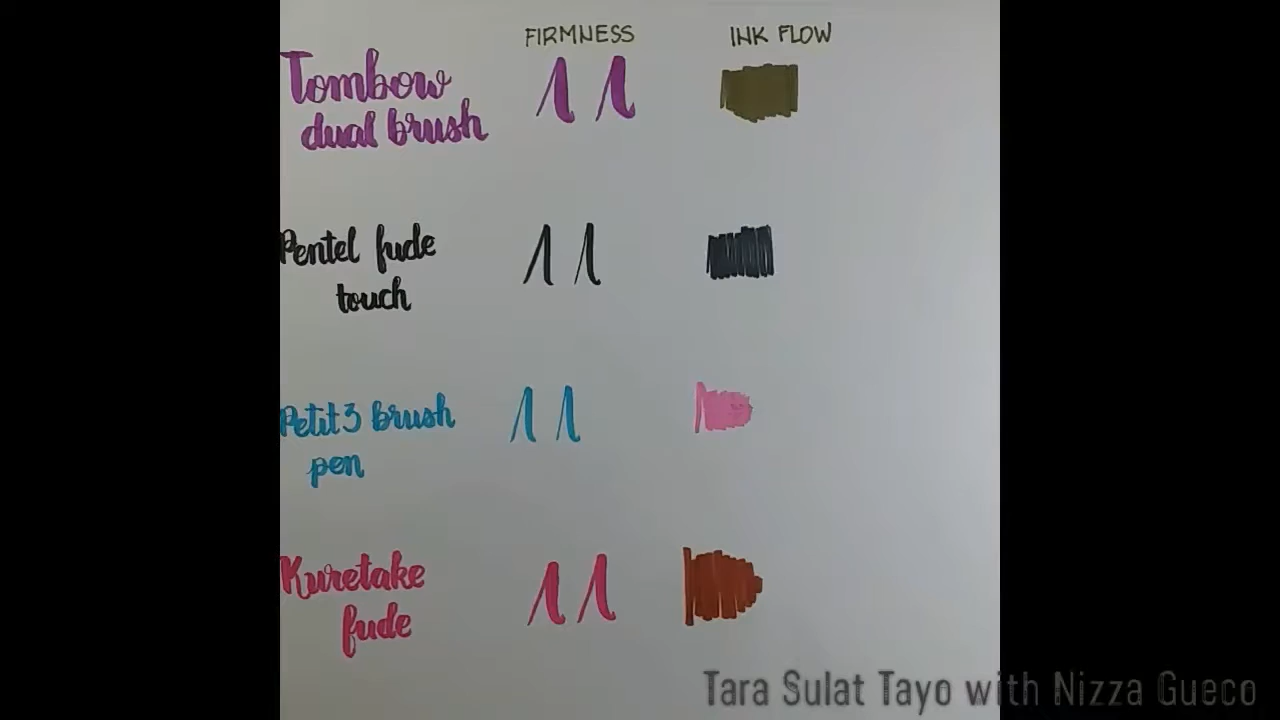 FIRMNESS INK FLOW
Tombow
dual brush
Pentel fude
touch
Petit3 brush
pen
Kuretake
fude
Tara Sulat Tayo with Nizza Gueco